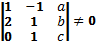 |1 −1 a|
|2 1 b| ≠ 0
|0 1 c|